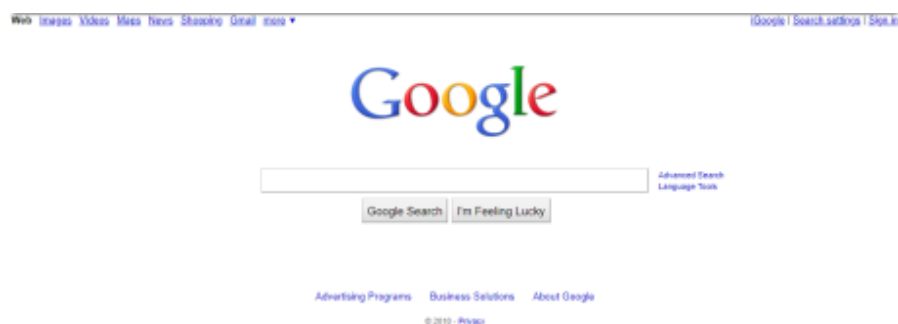 Web Images Videos Maps News Shopping Gmail more ▼
iGoogle | Search settings | Sign in
Google
Advanced Search
Language Tools
Google Search I'm Feeling Lucky
Advertising Programs Business Solutions About Google
© 2010 - Privacy